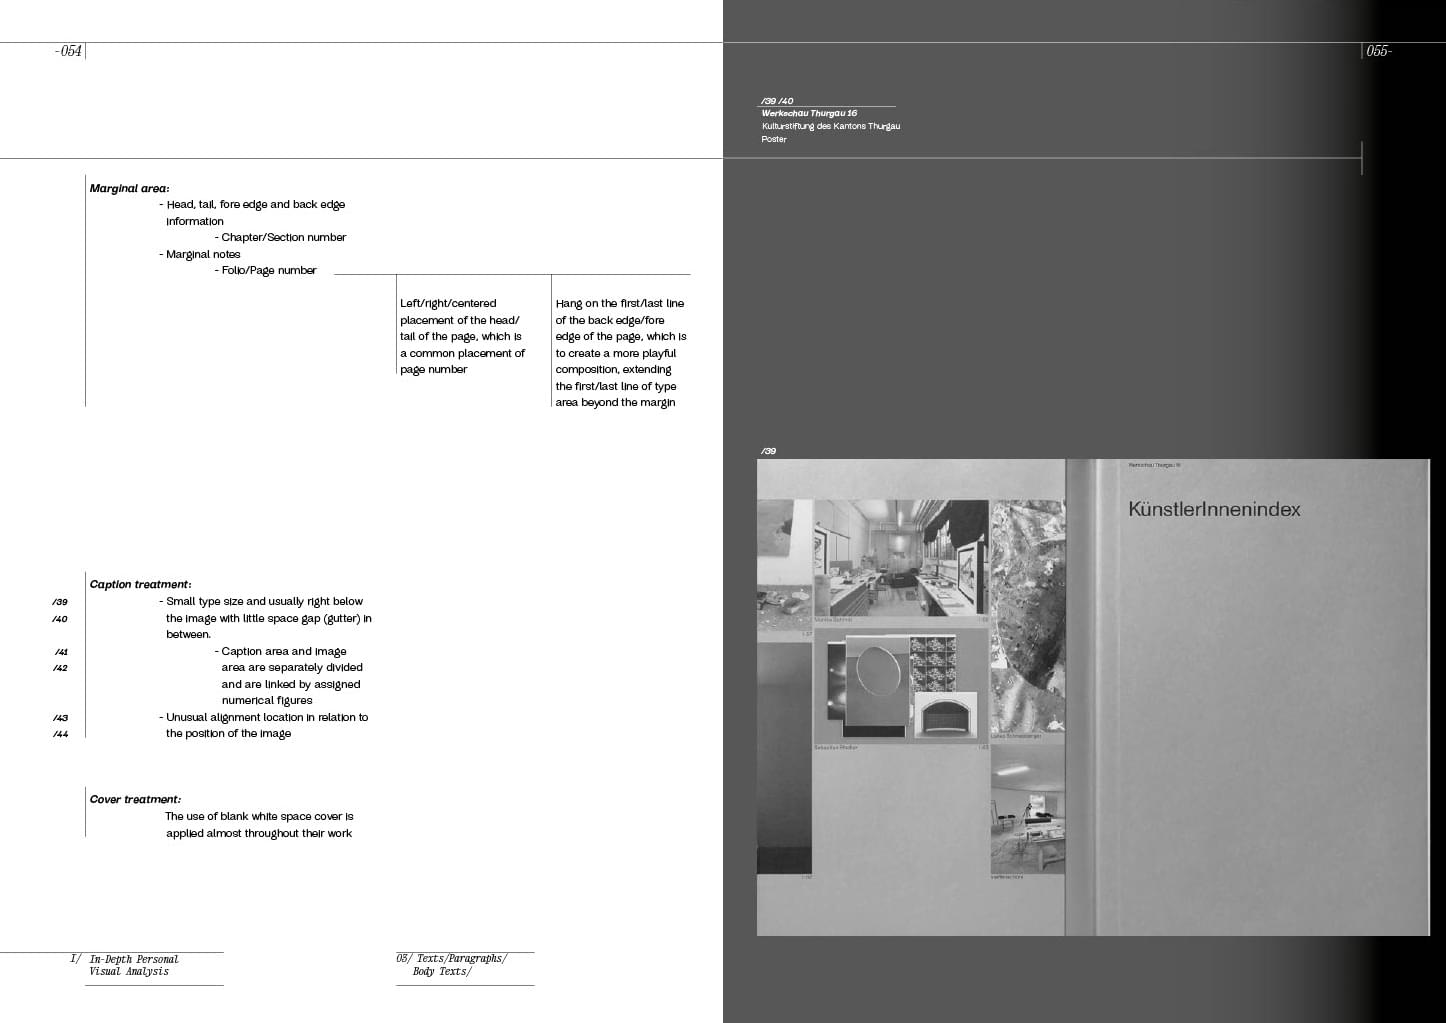 -054
Marginal area:
- Head, tail, fore edge and back edge
information
- Chapter/Section number
- Marginal notes
- Folio/Page number
Left/right/centered
placement of the head/
tail of the page, which is
a common placement of
page number
Hang on the first/last line
of the back edge/fore
edge of the page, which is
to create a more playful
composition, extending
the first/last line of type
area beyond the margin
Caption treatment:
/39
- Small type size and usually right below
/40
the image with little space gap (gutter) in
between.
/41
- Caption area and image
/42
area are separately divided
and are linked by assigned
numerical figures
/43
- Unusual alignment location in relation to
/44
the position of the image
Cover treatment:
The use of blank white space cover is
applied almost throughout their work
I/ In-Depth Personal
Visual Analysis
03/ Texts/Paragraphs/
Body Texts/
055-
/39 /40
Werkschau Thurgau 16
Kulturstiftung des Kantons Thurgau
Poster
/39
Werkschau Thurgau 16
KünstlerInnenindex